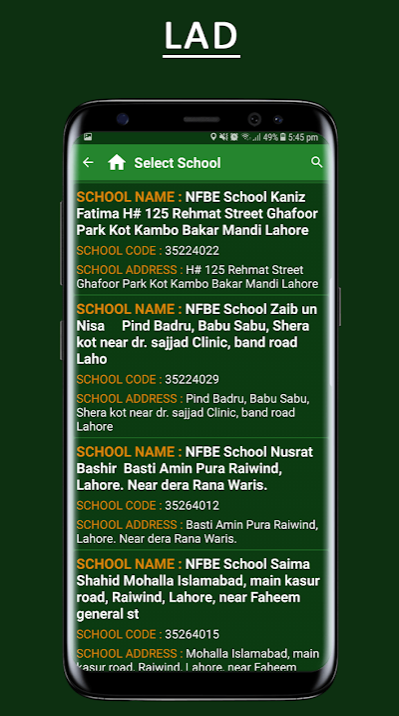 LAD
49% 5:45 pm
Select School
SCHOOL NAME : NFBE School Kaniz
Fatima H# 125 Rehmat Street Ghafoor
Park Kot Kambo Bakar Mandi Lahore
SCHOOL CODE : 35224022
SCHOOL ADDRESS : H# 125 Rehmat Street
Ghafoor Park Kot Kambo Bakar Mandi Lahore
SCHOOL NAME : NFBE School Zaib un
Nisa Pind Badru, Babu Sabu, Shera
kot near dr. sajjad Clinic, band road
Laho
SCHOOL CODE : 35224029
SCHOOL ADDRESS : Pind Badru, Babu Sabu,
Shera kot near dr. sajjad Clinic, band road
Lahore
SCHOOL NAME : NFBE School Nusrat
Bashir Basti Amin Pura Raiwind,
Lahore. Near dera Rana Waris.
SCHOOL CODE : 35264012
SCHOOL ADDRESS : Basti Amin Pura Raiwind,
Lahore. Near dera Rana Waris.
SCHOOL NAME : NFBE School Saima
Shahid Mohalla Islamabad, main kasur
road, Raiwind, Lahore, near Faheem
general st
SCHOOL CODE : 35264015
SCHOOL ADDRESS : Mohalla Islamabad, main
kasur road, Raiwind, Lahore, near Faheem